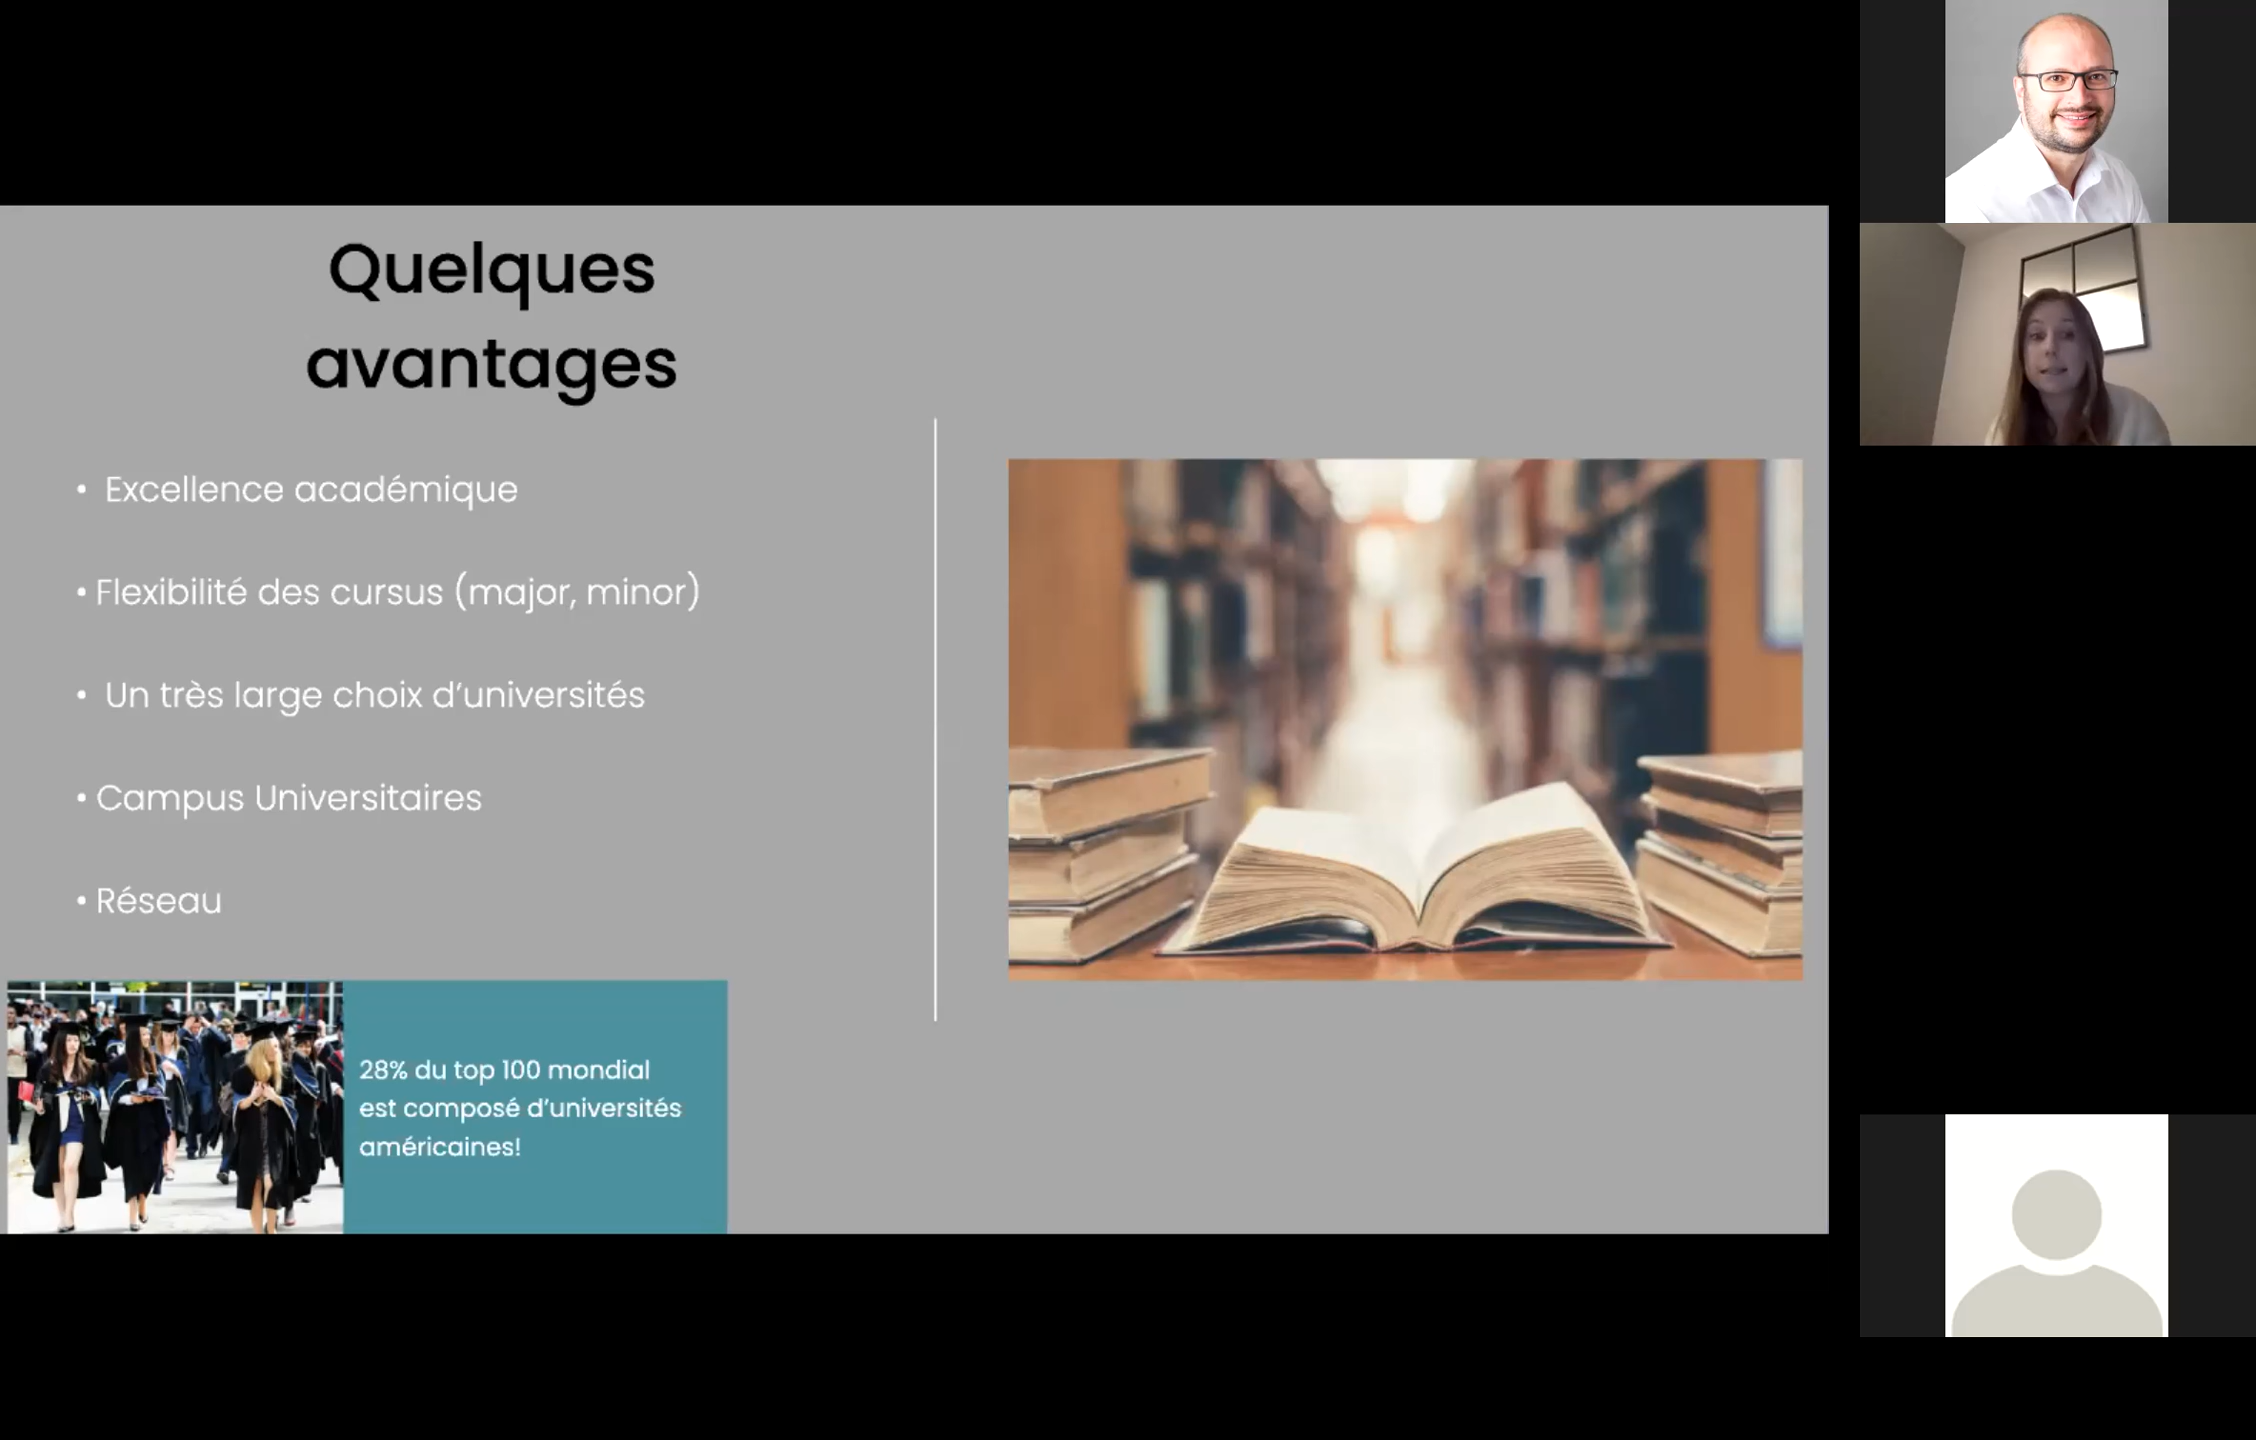 Quelques
avantages
• Excellence académique
• Flexibilité des cursus (major, minor)
• Un très large choix d’universités
• Campus Universitaires
• Réseau
28% du top 100 mondial
est composé d’universités
américaines!